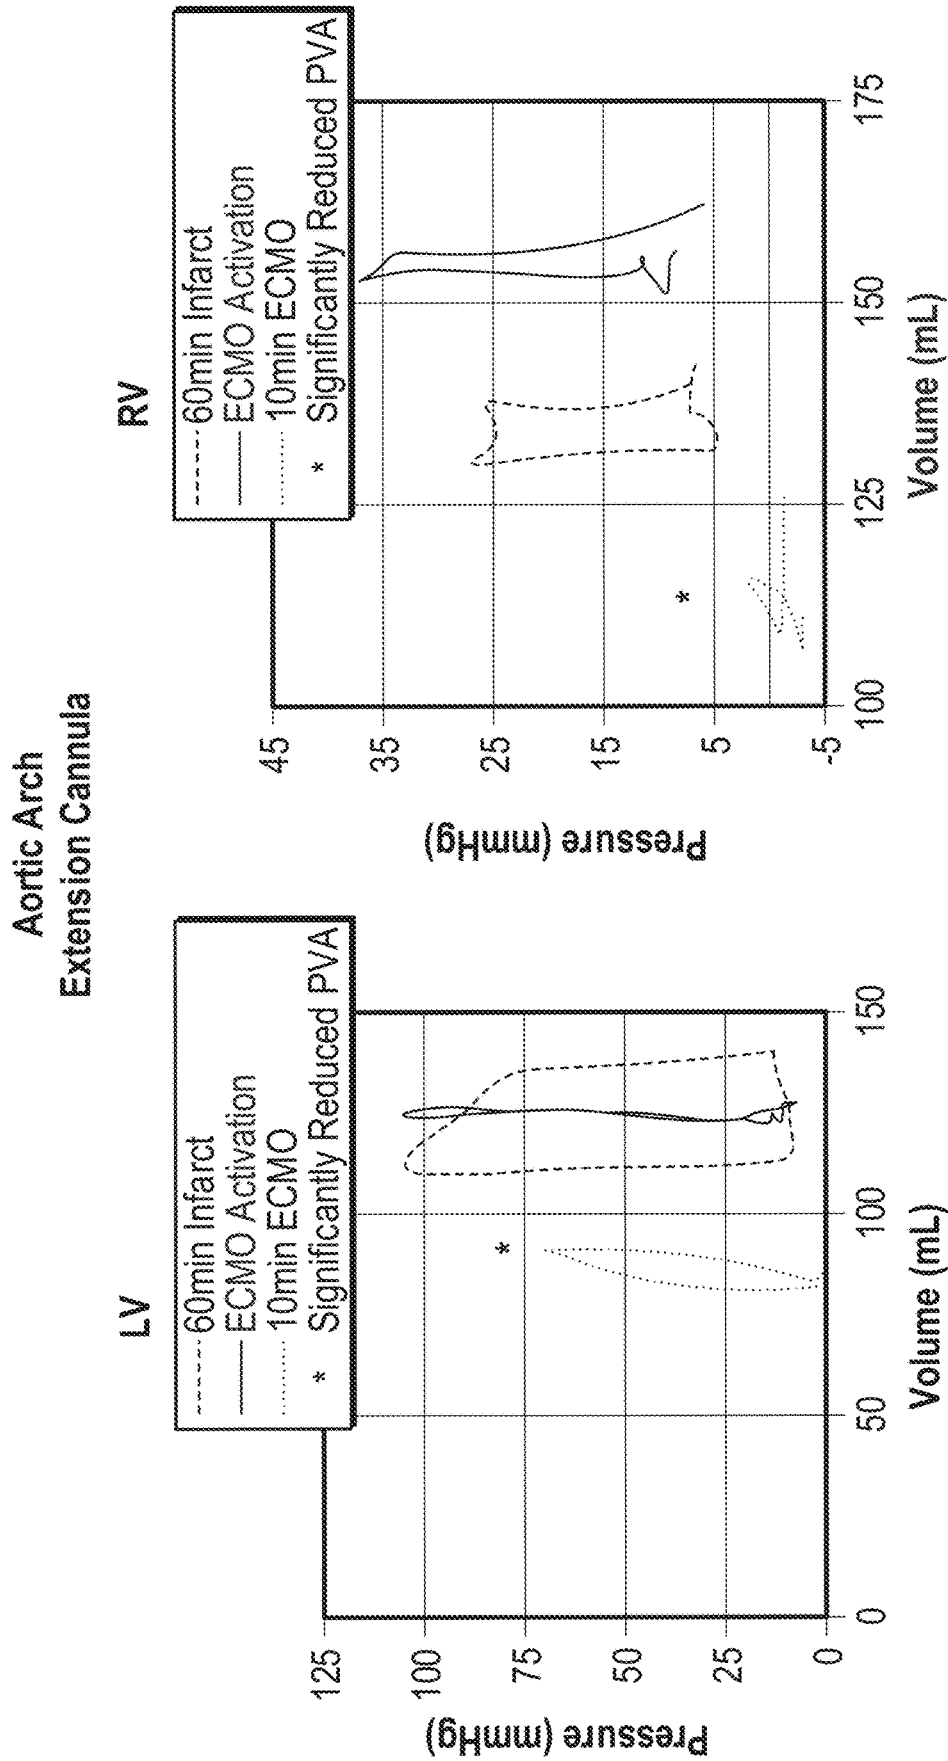 Aortic Arch
Extension Cannula
LV
60min Infarct
ECMO Activation
10min ECMO
* Significantly Reduced PVA
125
100
75
50
25
0
Pressure (mmHg)
*
0
50
100
150
Volume (mL)
RV
60min Infarct
ECMO Activation
10min ECMO
* Significantly Reduced PVA
45
35
25
15
5
-5
Pressure (mmHg)
*
100
125
150
175
Volume (mL)